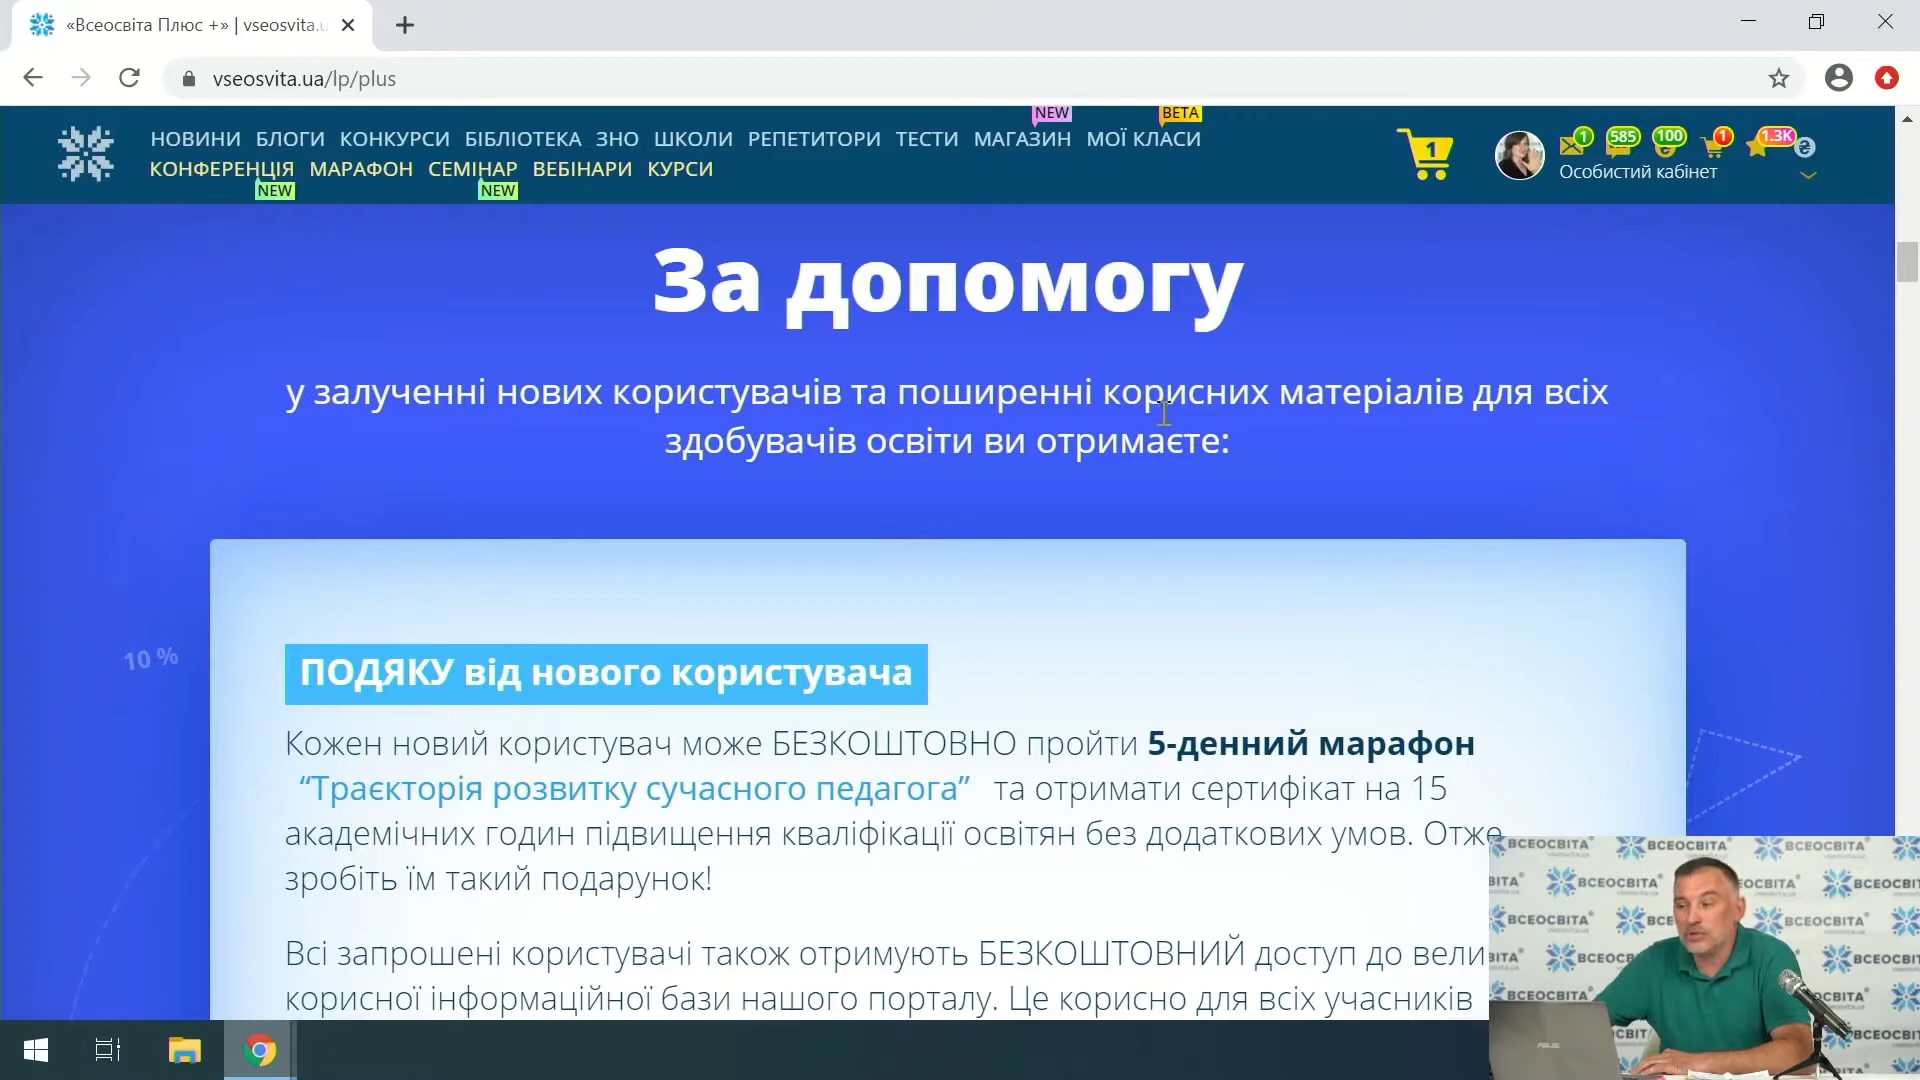 «Всеосвіта Плюс +» | vseosvita.u
vseosvita.ua/lp/plus
NEW
BETA
НОВИНИ БЛОГИ КОНКУРСИ БІБЛІОТЕКА ЗНО ШКОЛИ РЕПЕТИТОРИ ТЕСТИ МАГАЗИН МОЇ КЛАСИ
КОНФЕРЕНЦІЯ МАРАФОН СЕМІНАР ВЕБІНАРИ КУРСИ
NEW
NEW
1
1 585 100 1 1.3K
Особистий кабінет
За допомогу
у залученні нових користувачів та поширенні корисних матеріалів для всіх
здобувачів освіти ви отримаєте:
10 %
ПОДЯКУ від нового користувача
Кожен новий користувач може БЕЗКОШТОВНО пройти 5-денний марафон
“Траєкторія розвитку сучасного педагога” та отримати сертифікат на 15
академічних годин підвищення кваліфікації освітян без додаткових умов. Отже
зробіть їм такий подарунок!
Всі запрошені користувачі також отримують БЕЗКОШТОВНИЙ доступ до вели
корисної інформаційної бази нашого порталу. Це корисно для всіх учасників
ВСЕОСВІТА ВСЕОСВІТА ВСЕОСВІТА
ВСЕОСВІТА
ВСЕОСВІТА
ASUS